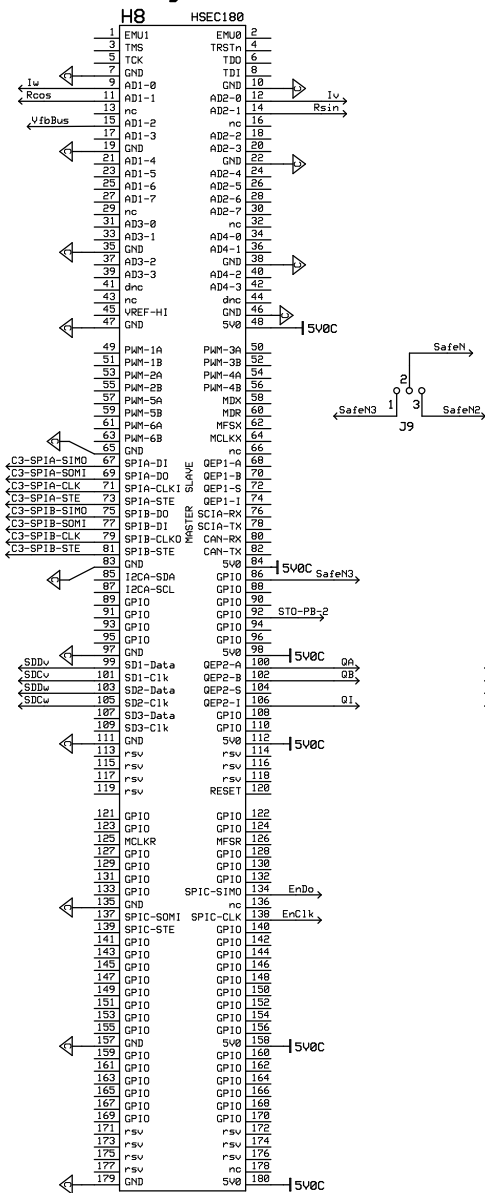 H8 HSEC180
1 EMU1 EMU0 2
3 TMS TRSTn 4
5 TCK TDO 6
7 GND TDI 8
Iw 9 AD1-0 GND 10
Rcos 11 AD1-1 AD2-0 12 Iv
13 nc AD2-1 14 Rsin
VfbBus 15 AD1-2 nc 16
17 AD1-3 AD2-2 18
19 GND AD2-3 20
21 AD1-4 GND 22
23 AD1-5 AD2-4 24
25 AD1-6 AD2-5 26
27 AD1-7 AD2-6 28
29 nc AD2-7 30
31 AD3-0 nc 32
33 AD3-1 AD4-0 34
35 GND AD4-1 36
37 AD3-2 GND 38
39 AD3-3 AD4-2 40
41 dnc AD4-3 42
43 nc dnc 44
45 VREF-HI GND 46
47 GND 5V0 48 5V0C
49 PWM-1A PWM-3A 50
51 PWM-1B PWM-3B 52
53 PWM-2A PWM-4A 54
55 PWM-2B PWM-4B 56
57 PWM-5A MDX 58
59 PWM-5B MDR 60
61 PWM-6A MFSX 62
63 PWM-6B MCLKX 64
65 GND nc 66
C3-SPIA-SIMO 67 SPIA-DI QEP1-A 68
C3-SPIA-SOMI 69 SPIA-DO QEP1-B 70
C3-SPIA-CLK 71 SPIA-CLKI QEP1-S 72
C3-SPIA-STE 73 SPIA-STE QEP1-I 74
SLAVE
C3-SPIB-SIMO 75 SPIB-DO SCIA-RX 76
C3-SPIB-SOMI 77 SPIB-DI SCIA-TX 78
C3-SPIB-CLK 79 SPIB-CLKO CAN-RX 80
C3-SPIB-STE 81 SPIB-STE CAN-TX 82
MASTER
83 GND 5V0 84 5V0C
85 I2CA-SDA GPIO 86 SafeN3
87 I2CA-SCL GPIO 88
89 GPIO GPIO 90
91 GPIO GPIO 92 STO-PB-2
93 GPIO GPIO 94
95 GPIO GPIO 96
97 GND 5V0 98 5V0C
SDDv 99 SD1-Data QEP2-A 100 QA
SDCv 101 SD1-Clk QEP2-B 102 QB
SDDw 103 SD2-Data QEP2-S 104
SDCw 105 SD2-Clk QEP2-I 106 QI
107 SD3-Data GPIO 108
109 SD3-Clk GPIO 110
111 GND 5V0 112 5V0C
113 rsv rsv 114
115 rsv rsv 116
117 rsv rsv 118
119 rsv RESET 120
121 GPIO GPIO 122
123 GPIO GPIO 124
125 MCLKR MFSR 126
127 GPIO GPIO 128
129 GPIO GPIO 130
131 GPIO GPIO 132
133 GPIO SPIC-SIMO 134 EnDo
135 GND nc 136
137 SPIC-SOMI SPIC-CLK 138 EnClk
139 SPIC-STE GPIO 140
141 GPIO GPIO 142
143 GPIO GPIO 144
145 GPIO GPIO 146
147 GPIO GPIO 148
149 GPIO GPIO 150
151 GPIO GPIO 152
153 GPIO GPIO 154
155 GPIO GPIO 156
157 GND 5V0 158 5V0C
159 GPIO GPIO 160
161 GPIO GPIO 162
163 GPIO GPIO 164
165 GPIO GPIO 166
167 GPIO GPIO 168
169 GPIO GPIO 170
171 rsv rsv 172
173 rsv rsv 174
175 rsv rsv 176
177 rsv nc 178
179 GND 5V0 180 5V0C
SafeN
2
1 3
SafeN3 SafeN2
J9